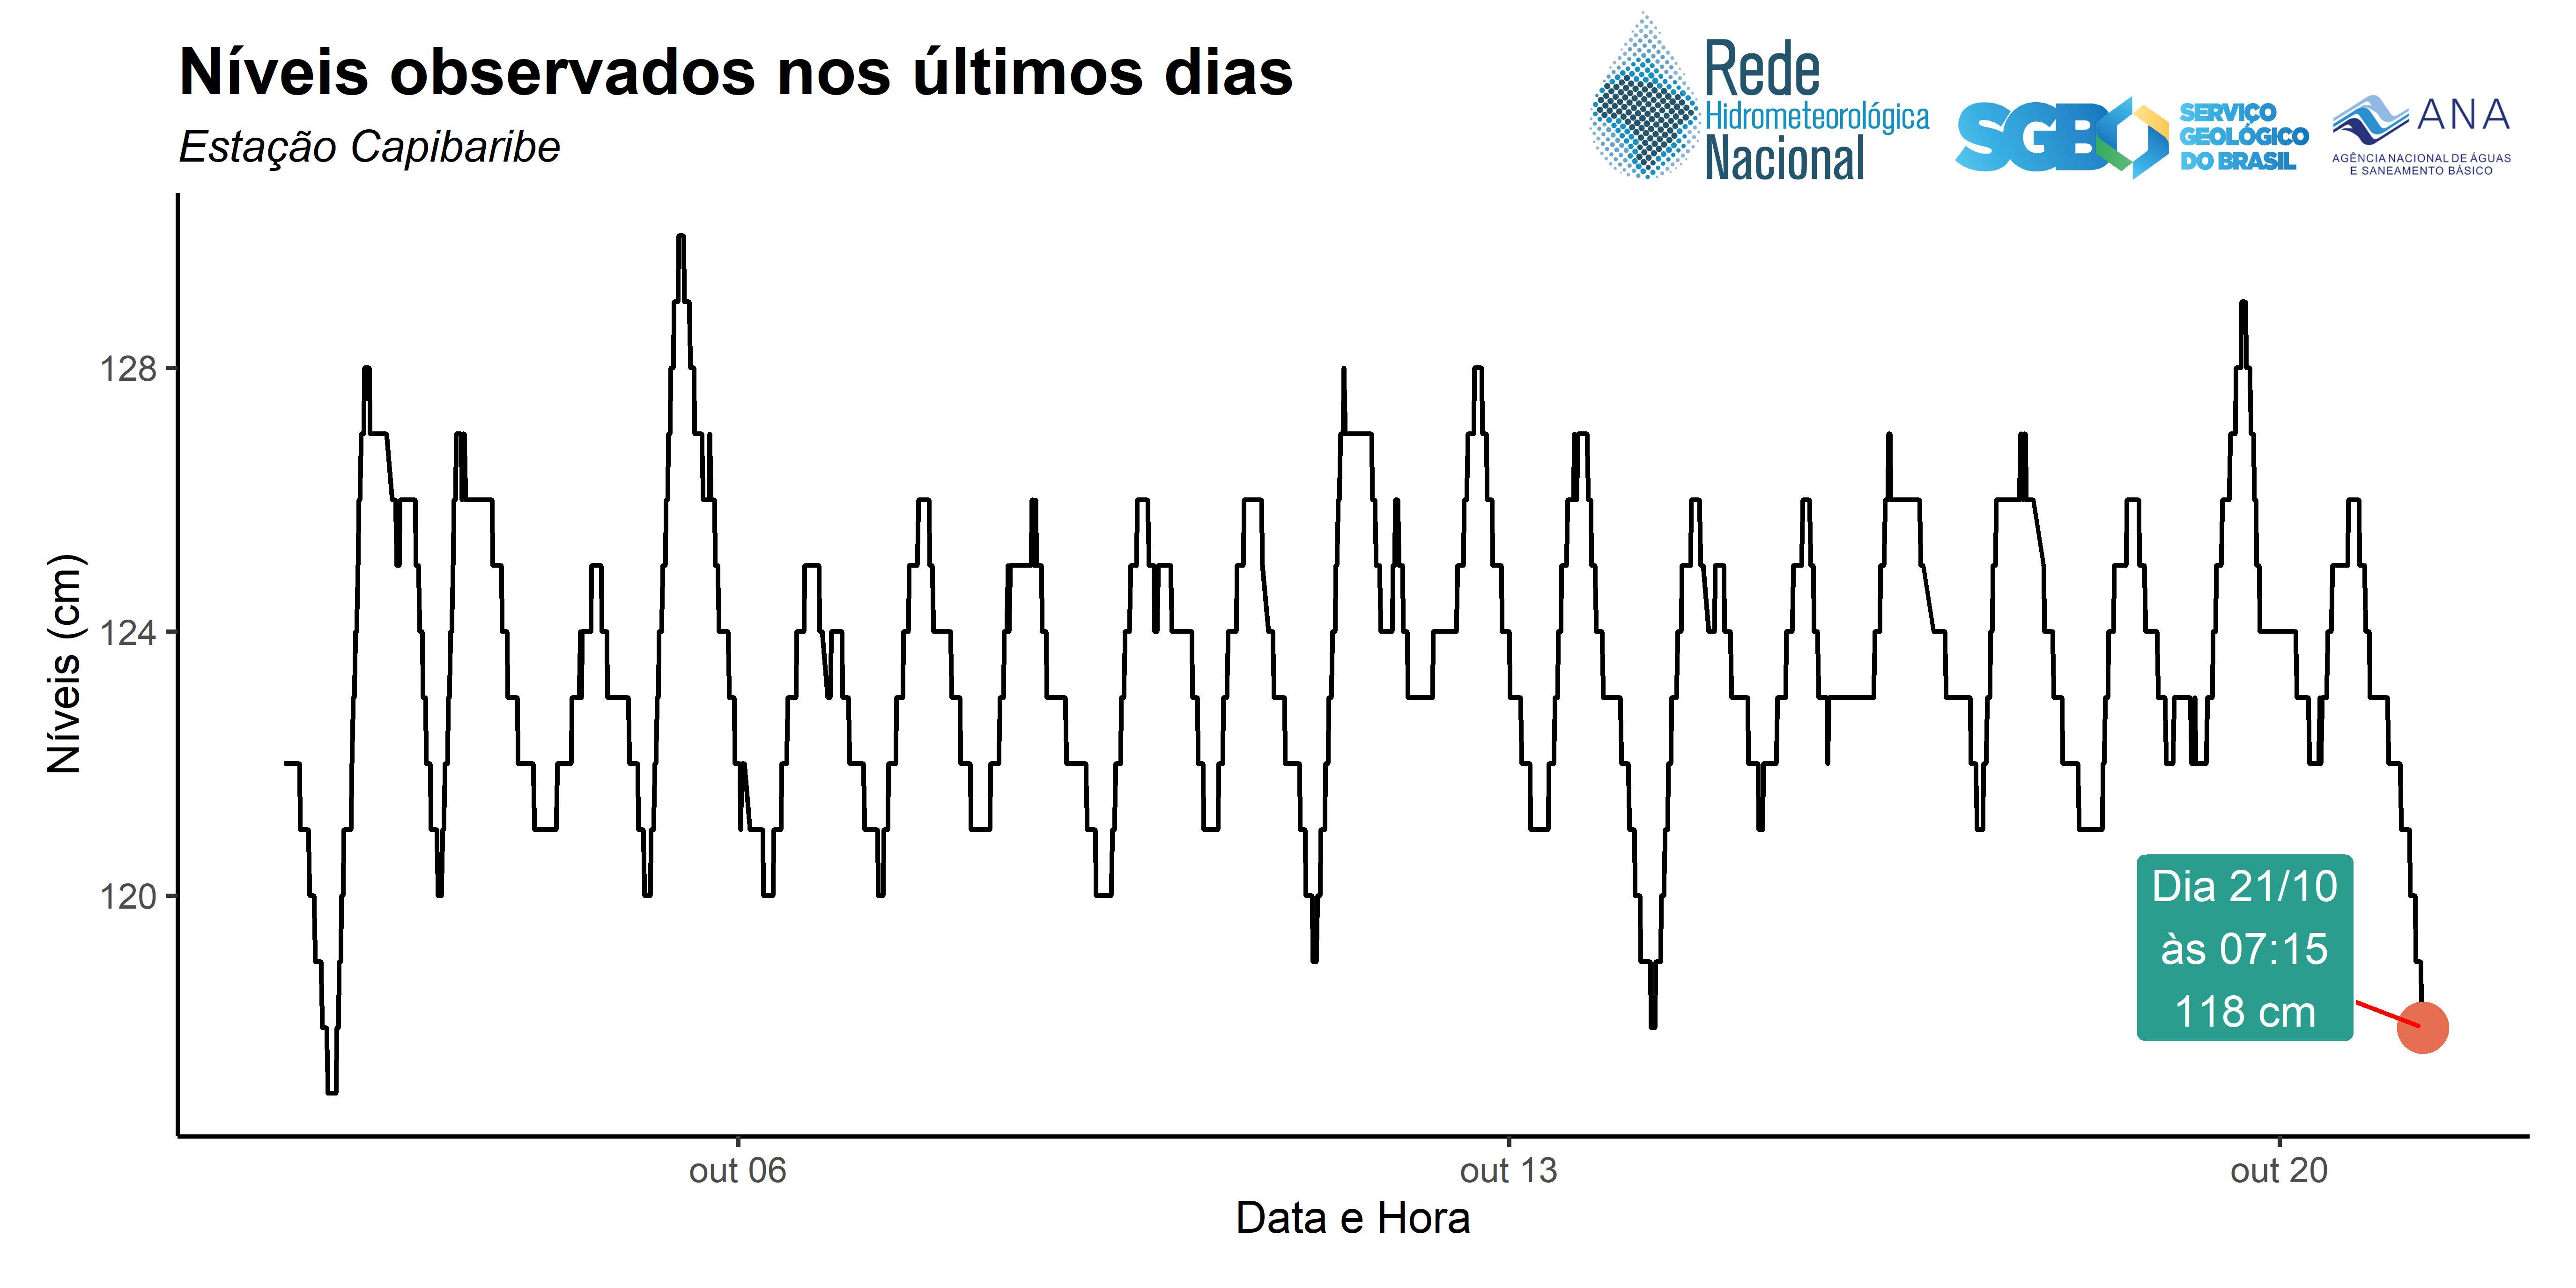 Níveis observados nos últimos dias
Estação Capibaribe
Rede
Hidrometeorológica
Nacional
SGB
SERVIÇO
GEOLÓGICO
DO BRASIL
ANA
AGÊNCIA NACIONAL DE ÁGUAS
E SANEAMENTO BÁSICO
Níveis (cm)
128
124
120
Dia 21/10
às 07:15
118 cm
out 06
out 13
out 20
Data e Hora